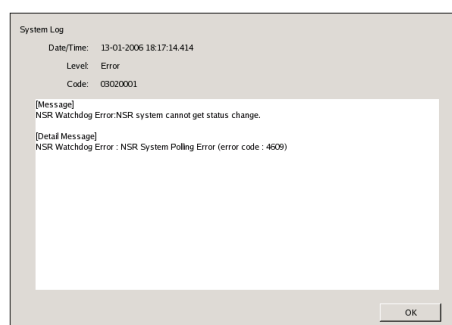 System Log
Date/Time: 13-01-2006 18:17:14.414
Level: Error
Code: 03020001
[Message]
NSR Watchdog Error:NSR system cannot get status change.
[Detail Message]
NSR Watchdog Error : NSR System Polling Error (error code : 4609)
OK